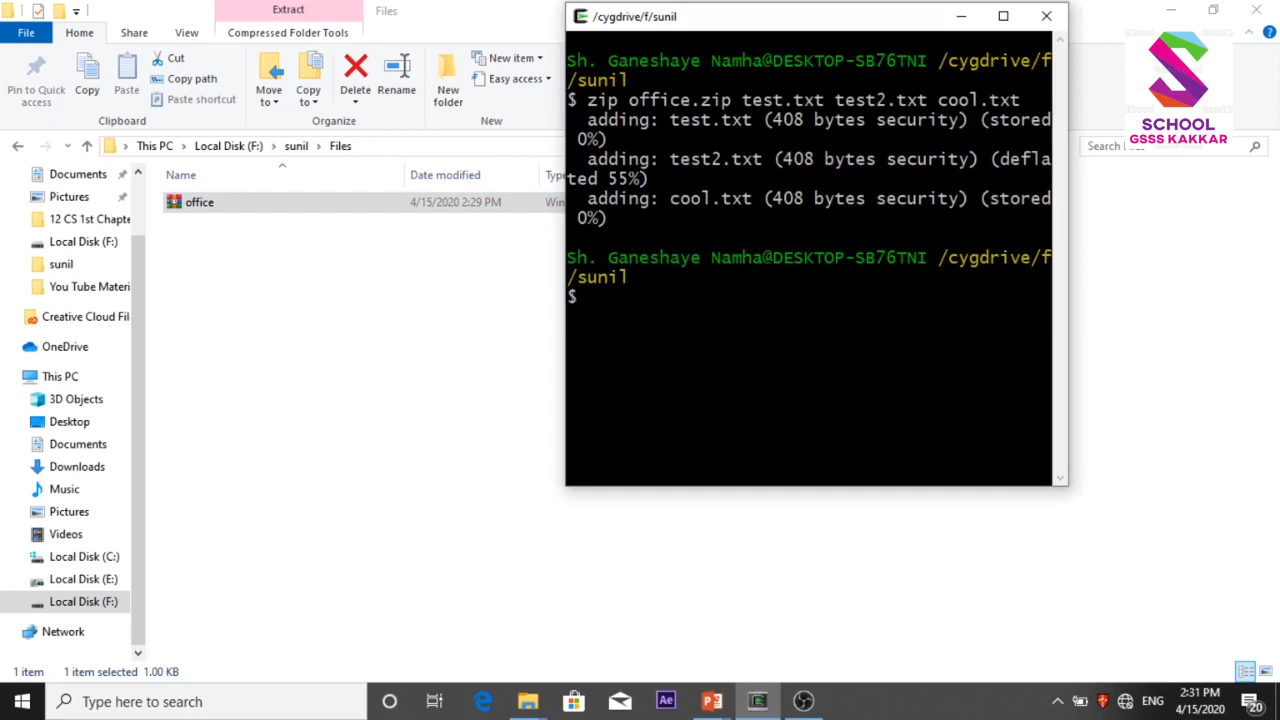 Extract
Files
/cygdrive/f/sunil
File
Home
Share
View
Compressed Folder Tools
Pin to Quick access
Copy
Paste
Cut
Copy path
Paste shortcut
Clipboard
Move to
Copy to
Delete
Rename
Organize
New folder
New item
Easy access
New
SCHOOL
GSSS KAKKAR
This PC
Local Disk (F:)
sunil
Files
Search
Name
Date modified
office
4/15/2020 2:29 PM
Documents
Pictures
12 CS 1st Chapte
Local Disk (F:)
sunil
You Tube Materi
Creative Cloud Fil
OneDrive
This PC
3D Objects
Desktop
Documents
Downloads
Music
Pictures
Videos
Local Disk (C:)
Local Disk (E:)
Local Disk (F:)
Network
Sh. Ganeshaye Namha@DESKTOP-SB76TNI /cygdrive/f
/sunil
$ zip office.zip test.txt test2.txt cool.txt
adding: test.txt (408 bytes security) (stored
0%)
adding: test2.txt (408 bytes security) (defla
ted 55%)
adding: cool.txt (408 bytes security) (stored
0%)
Sh. Ganeshaye Namha@DESKTOP-SB76TNI /cygdrive/f
/sunil
$
1 item
1 item selected 1.00 KB
Type here to search
Ae
ENG
2:31 PM
4/15/2020
20